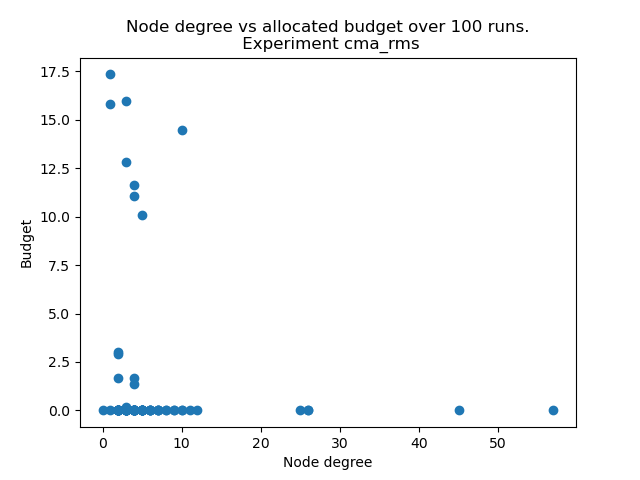 Node degree vs allocated budget over 100 runs.
Experiment cma_rms
17.5
15.0
12.5
10.0
7.5
5.0
2.5
0.0
Budget
0 10 20 30 40 50
Node degree